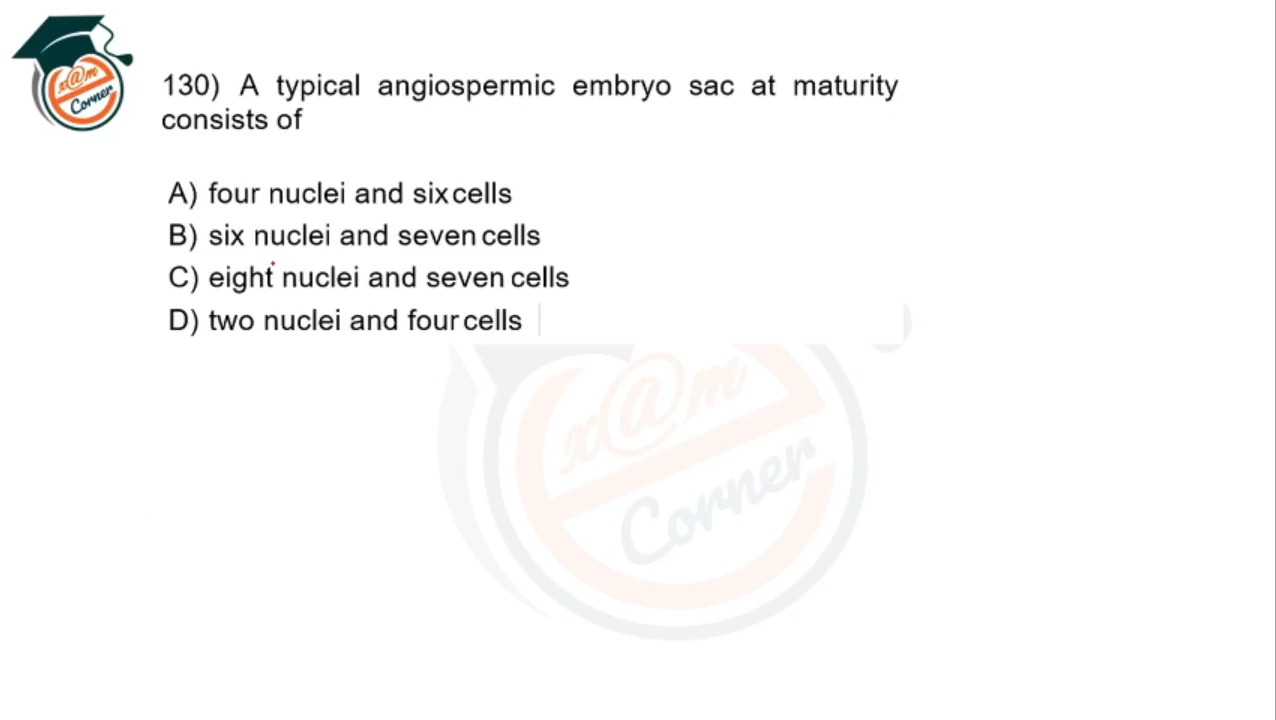 x@m
Corner
130) A typical angiospermic embryo sac at maturity
consists of
A) four nuclei and six cells
B) six nuclei and seven cells
C) eight nuclei and seven cells
D) two nuclei and four cells
x@m
Corner